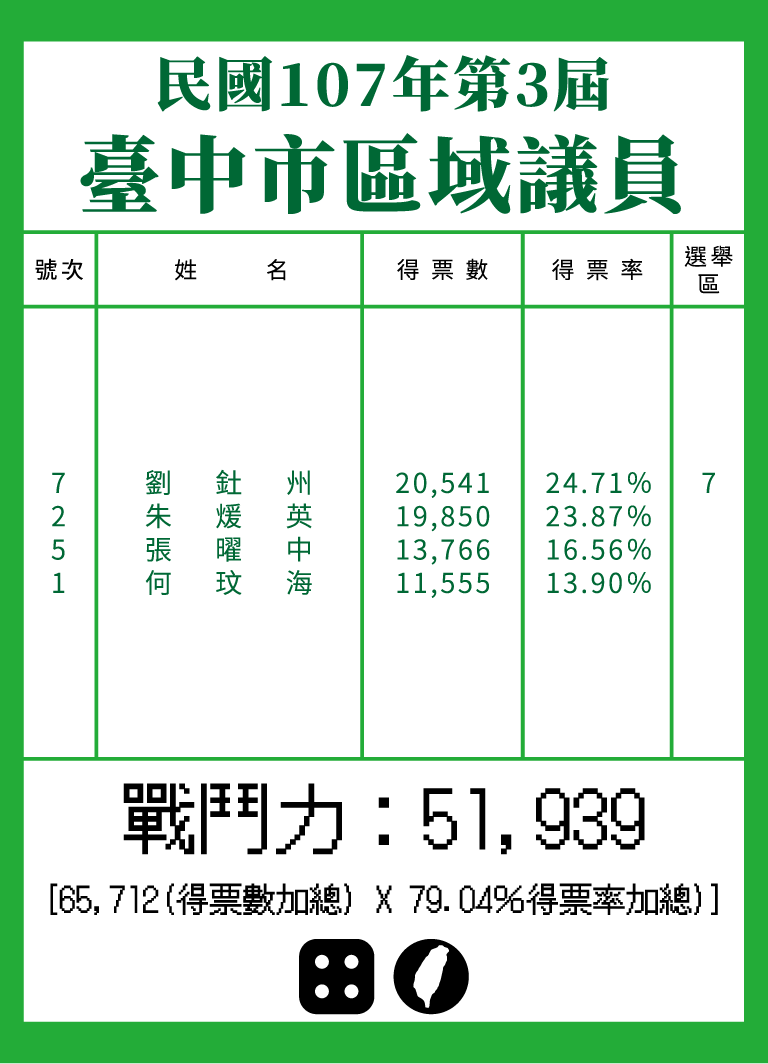 民國107年第3屆
臺中市區域議員
號次 姓名 得票數 得票率 選舉區
7 劉釷州 20,541 24.71% 7
2 朱煖英 19,850 23.87%
5 張曜中 13,766 16.56%
1 何玟海 11,555 13.90%
戰鬥力：51,939
[65,712(得票數加總) X 79.04%得票率加總)]